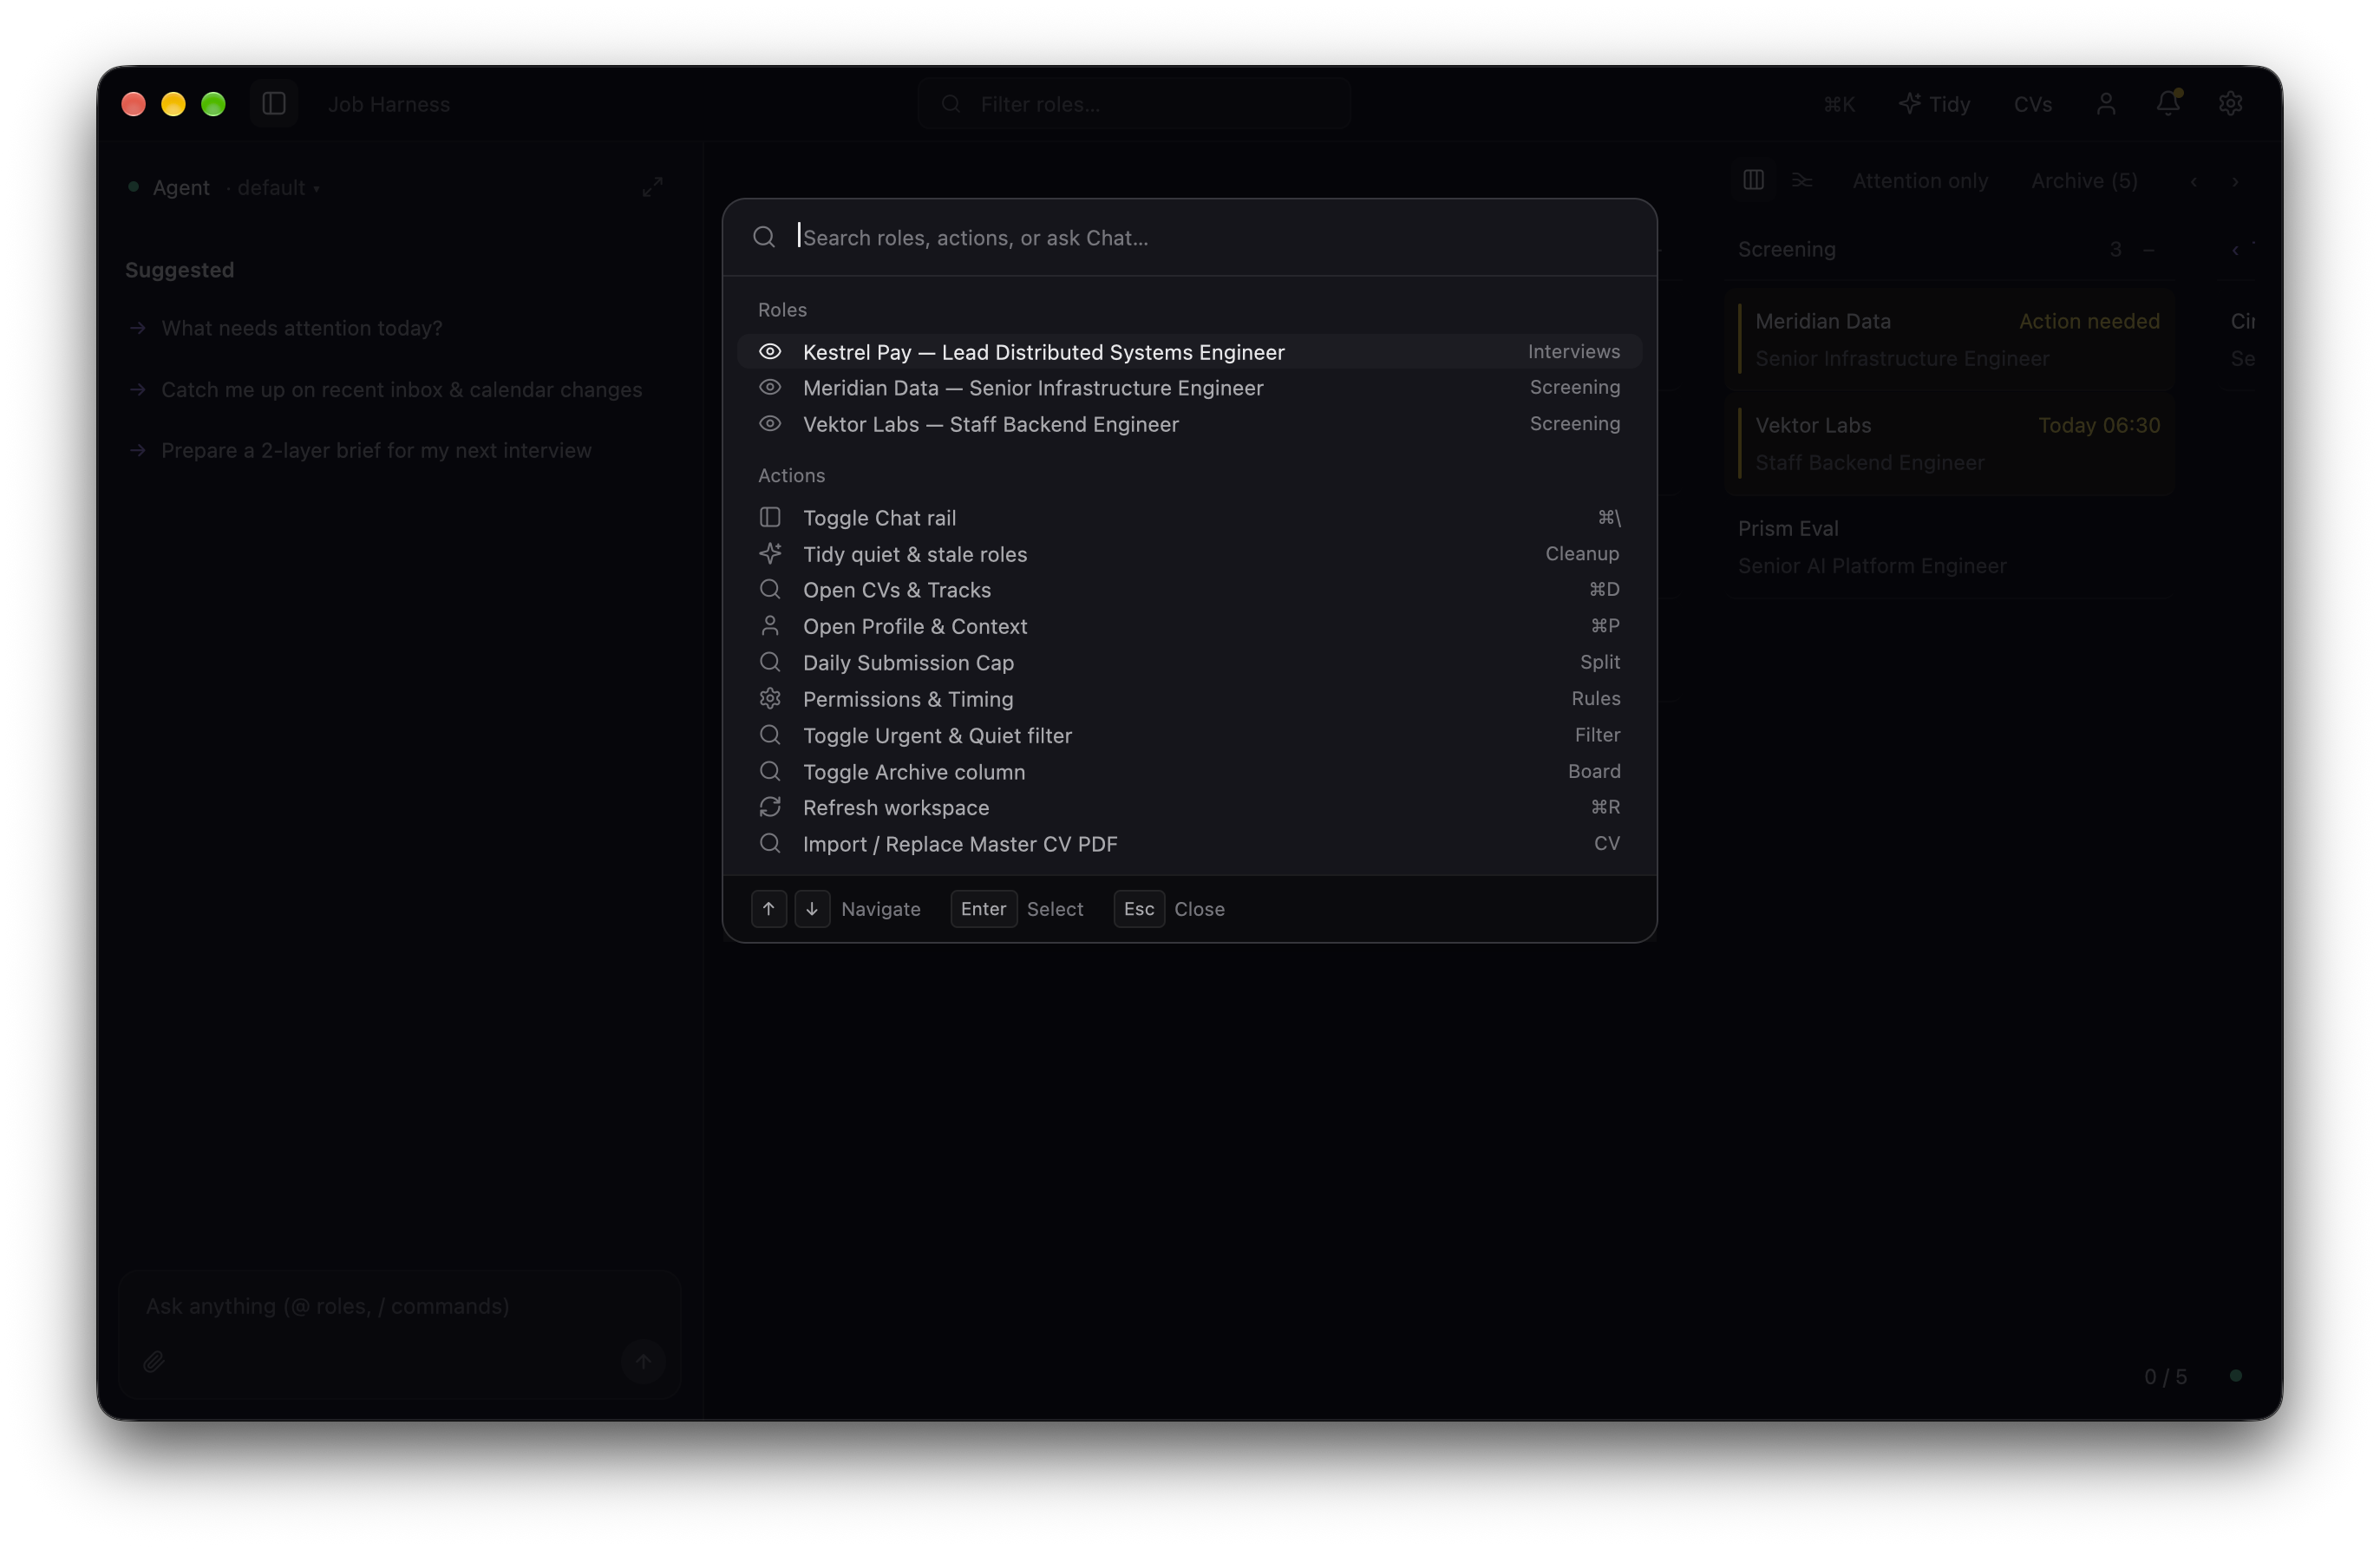 Job Harness
Filter roles...
⌘K
Tidy
CVs
Agent · default ▾
Suggested
→ What needs attention today?
→ Catch me up on recent inbox & calendar changes
→ Prepare a 2-layer brief for my next interview
Ask anything (@ roles, / commands)
Search roles, actions, or ask Chat...
Roles
Kestrel Pay — Lead Distributed Systems Engineer Interviews
Meridian Data — Senior Infrastructure Engineer Screening
Vektor Labs — Staff Backend Engineer Screening
Actions
Toggle Chat rail ⌘\
Tidy quiet & stale roles Cleanup
Open CVs & Tracks ⌘D
Open Profile & Context ⌘P
Daily Submission Cap Split
Permissions & Timing Rules
Toggle Urgent & Quiet filter Filter
Toggle Archive column Board
Refresh workspace ⌘R
Import / Replace Master CV PDF CV
↑ ↓ Navigate Enter Select Esc Close
Attention only Archive (5) ‹ ›
Screening 3 –
Meridian Data Action needed
Senior Infrastructure Engineer
Vektor Labs Today 06:30
Staff Backend Engineer
Prism Eval
Senior AI Platform Engineer
0 / 5